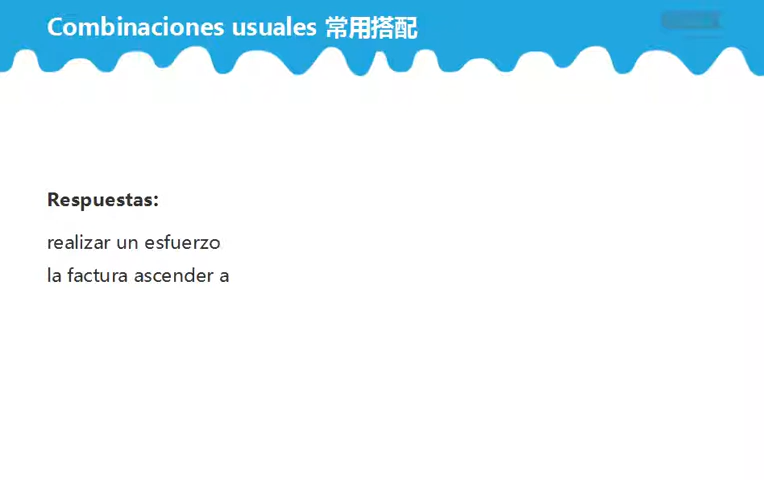 Combinaciones usuales 常用搭配
Respuestas:
realizar un esfuerzo
la factura ascender a